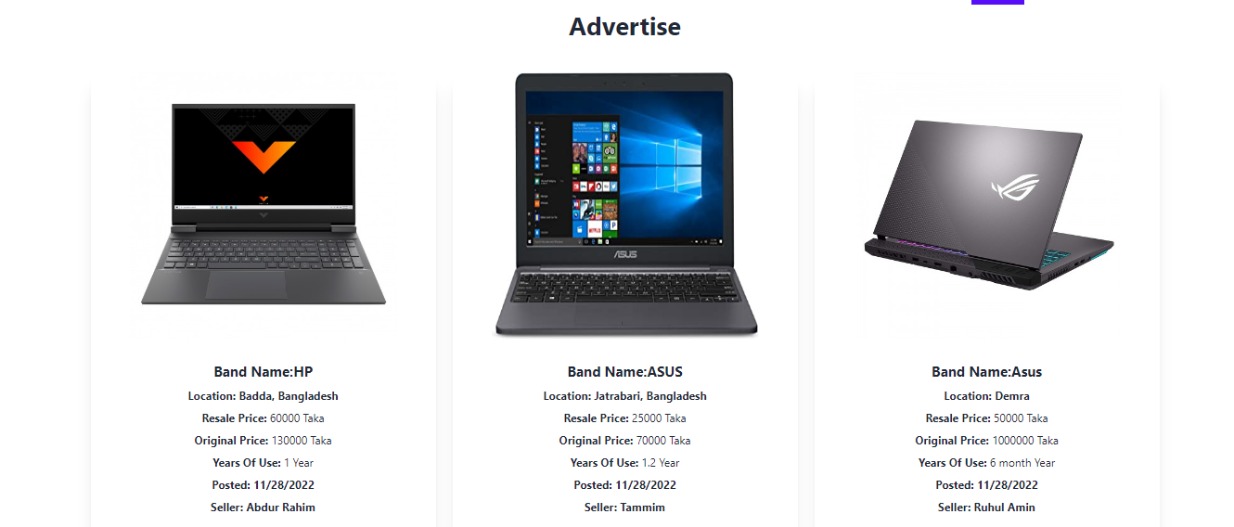 Advertise
ASUS
Band Name:HP
Location: Badda, Bangladesh
Resale Price: 60000 Taka
Original Price: 130000 Taka
Years Of Use: 1 Year
Posted: 11/28/2022
Seller: Abdur Rahim
Band Name:ASUS
Location: Jatrabari, Bangladesh
Resale Price: 25000 Taka
Original Price: 70000 Taka
Years Of Use: 1.2 Year
Posted: 11/28/2022
Seller: Tammim
Band Name:Asus
Location: Demra
Resale Price: 50000 Taka
Original Price: 1000000 Taka
Years Of Use: 6 month Year
Posted: 11/28/2022
Seller: Ruhul Amin